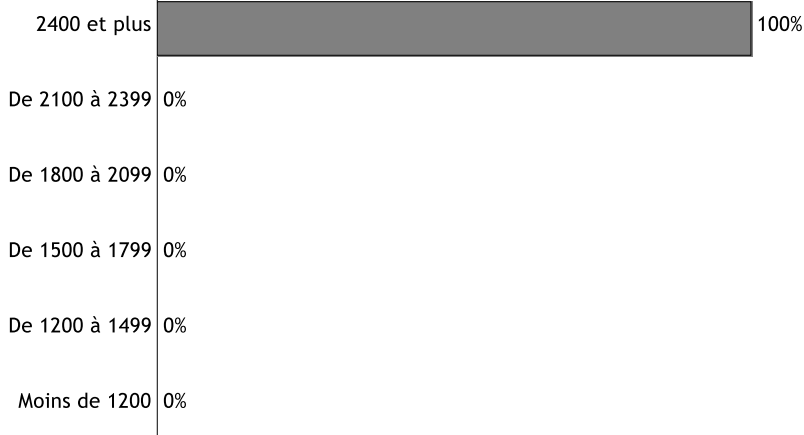 2400 et plus 100%
De 2100 à 2399 0%
De 1800 à 2099 0%
De 1500 à 1799 0%
De 1200 à 1499 0%
Moins de 1200 0%